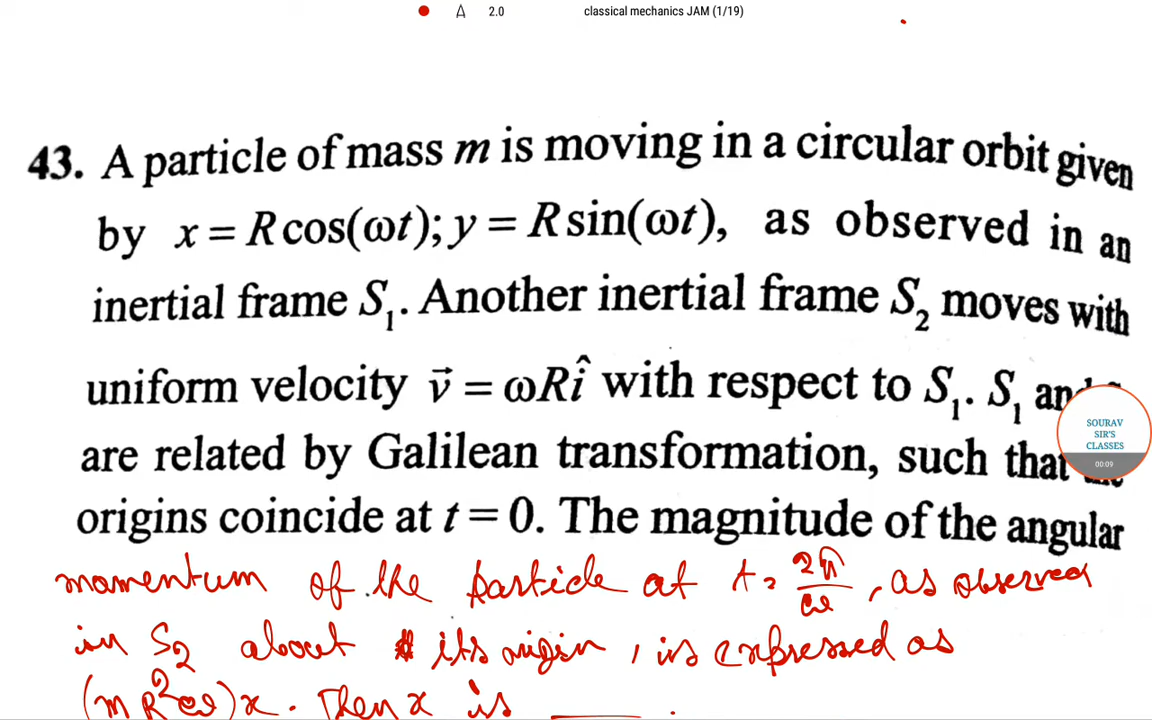 A 2.0 classical mechanics JAM (1/19)
43. A particle of mass m is moving in a circular orbit given
by x = R cos(ωt); y = R sin(ωt), as observed in an
inertial frame S₁. Another inertial frame S₂ moves with
uniform velocity v⃗ = ωRî with respect to S₁. S₁ and
are related by Galilean transformation, such that
origins coincide at t = 0. The magnitude of the angular
momentum of the particle at t = 2π/ω, as observed
in S₂ about its origin, is expressed as
(mR²ω)x. Then x is ____.
SOURAV
SIR'S
CLASSES
00:09